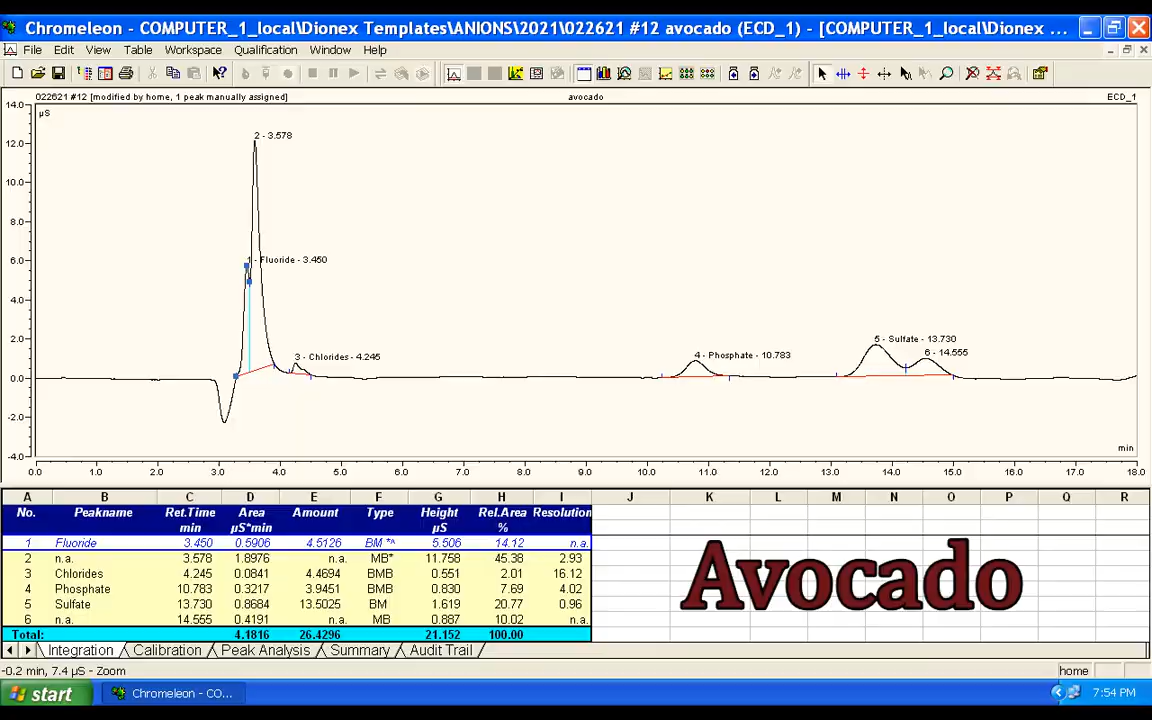 Chromeleon - COMPUTER_1_local\Dionex Templates\ANIONS\2021\022621 #12 avocado (ECD_1) - [COMPUTER_1_local\Dionex ...
File Edit View Table Workspace Qualification Window Help
022621 #12 [modified by home, 1 peak manually assigned] avocado ECD_1
14.0
µS
12.0
10.0
8.0
6.0
4.0
2.0
0.0
-2.0
-4.0
2 - 3.578
1 - Fluoride - 3.450
3 - Chlorides - 4.245
4 - Phosphate - 10.783
5 - Sulfate - 13.730
6 - 14.555
min
0.0 1.0 2.0 3.0 4.0 5.0 6.0 7.0 8.0 9.0 10.0 11.0 12.0 13.0 14.0 15.0 16.0 17.0 18.0
A B C D E F G H I J K L M N O P Q R
No. Peakname Ret.Time Area Amount Type Height Rel.Area Resolution
min µS*min µS %
1 Fluoride 3.450 0.5906 4.5126 BM *^ 5.506 14.12 n.a.
2 n.a. 3.578 1.8976 n.a. MB* 11.758 45.38 2.93
3 Chlorides 4.245 0.0841 4.4694 BMB 0.551 2.01 16.12
4 Phosphate 10.783 0.3217 3.9451 BMB 0.830 7.69 4.02
5 Sulfate 13.730 0.8684 13.5025 BM 1.619 20.77 0.96
6 n.a. 14.555 0.4191 n.a. MB 0.887 10.02 n.a.
Total: 4.1816 26.4296 21.152 100.00
Avocado
Integration Calibration Peak Analysis Summary Audit Trail
-0.2 min, 7.4 µS - Zoom home
start Chromeleon - CO... 7:54 PM